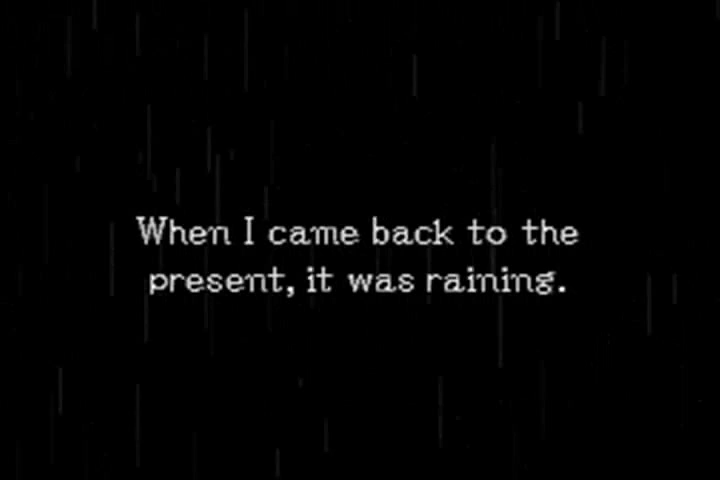 When I came back to the
present, it was raining.